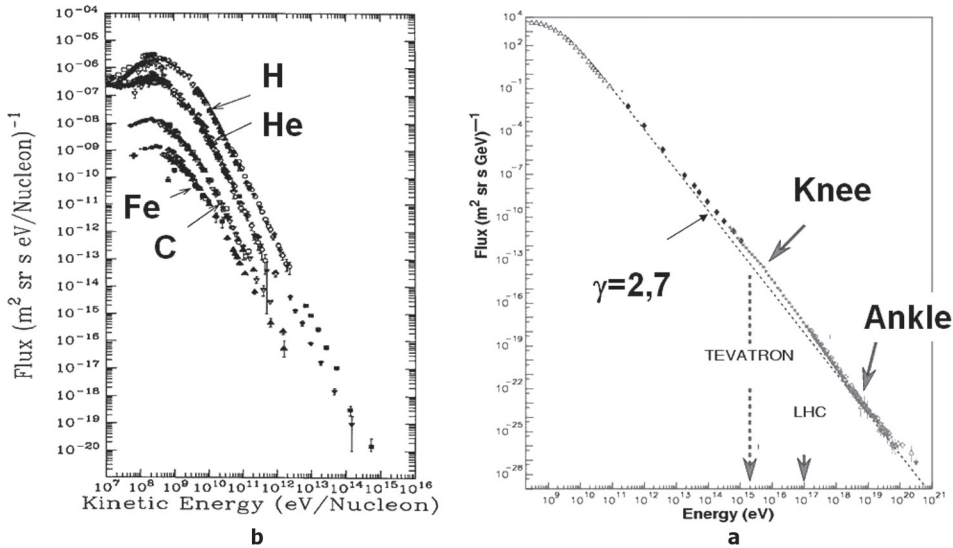 Flux (m² sr s eV/Nucleon)⁻¹
10⁻⁰⁴
10⁻⁰⁵
10⁻⁰⁶
10⁻⁰⁷
10⁻⁰⁸
10⁻⁰⁹
10⁻¹⁰
10⁻¹¹
10⁻¹²
10⁻¹³
10⁻¹⁴
10⁻¹⁵
10⁻¹⁶
10⁻¹⁷
10⁻¹⁸
10⁻¹⁹
10⁻²⁰
H
He
Fe
C
10⁷ 10⁸ 10⁹ 10¹⁰ 10¹¹ 10¹² 10¹³ 10¹⁴ 10¹⁵ 10¹⁶
Kinetic Energy (eV/Nucleon)
b
Flux (m² sr s GeV)⁻¹
10⁴
10²
10⁻¹
10⁻⁴
10⁻⁷
10⁻¹⁰
10⁻¹³
10⁻¹⁶
10⁻¹⁹
10⁻²²
10⁻²⁵
10⁻²⁸
Knee
γ=2,7
Ankle
TEVATRON
LHC
10⁹ 10¹⁰ 10¹¹ 10¹² 10¹³ 10¹⁴ 10¹⁵ 10¹⁶ 10¹⁷ 10¹⁸ 10¹⁹ 10²⁰ 10²¹
Energy (eV)
a